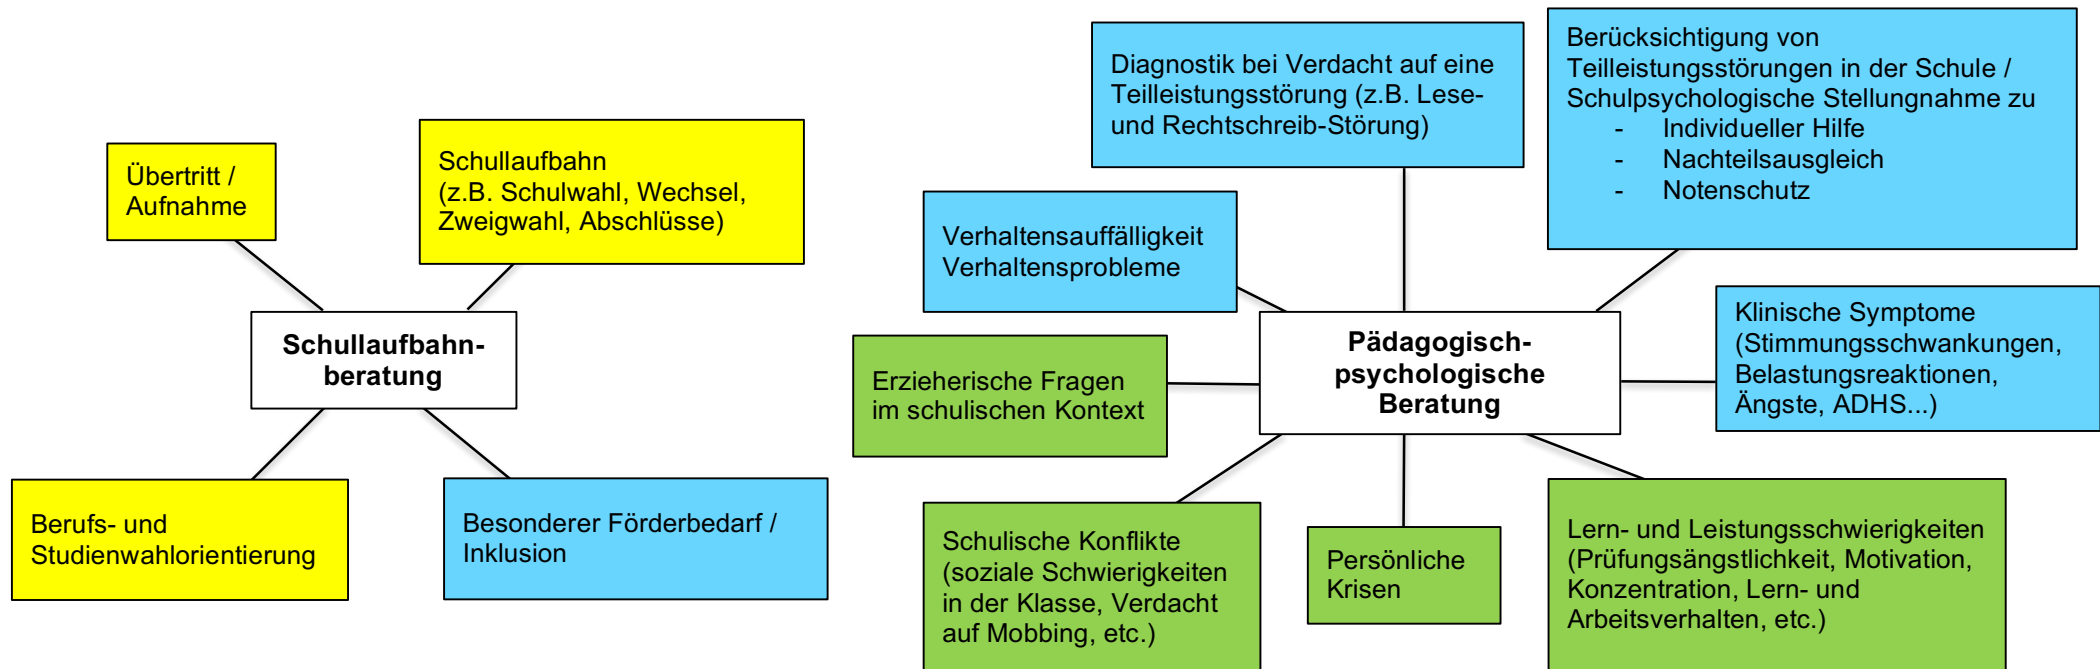 Übertritt /
Aufnahme
Schullaufbahn
(z.B. Schulwahl, Wechsel,
Zweigwahl, Abschlüsse)
Schullaufbahn-
beratung
Berufs- und
Studienwahlorientierung
Besonderer Förderbedarf /
Inklusion
Diagnostik bei Verdacht auf eine
Teilleistungsstörung (z.B. Lese-
und Rechtschreib-Störung)
Berücksichtigung von
Teilleistungsstörungen in der Schule /
Schulpsychologische Stellungnahme zu
- Individueller Hilfe
- Nachteilsausgleich
- Notenschutz
Verhaltensauffälligkeit
Verhaltensprobleme
Pädagogisch-
psychologische
Beratung
Klinische Symptome
(Stimmungsschwankungen,
Belastungsreaktionen,
Ängste, ADHS...)
Erzieherische Fragen
im schulischen Kontext
Schulische Konflikte
(soziale Schwierigkeiten
in der Klasse, Verdacht
auf Mobbing, etc.)
Persönliche
Krisen
Lern- und Leistungsschwierigkeiten
(Prüfungsängstlichkeit, Motivation,
Konzentration, Lern- und
Arbeitsverhalten, etc.)